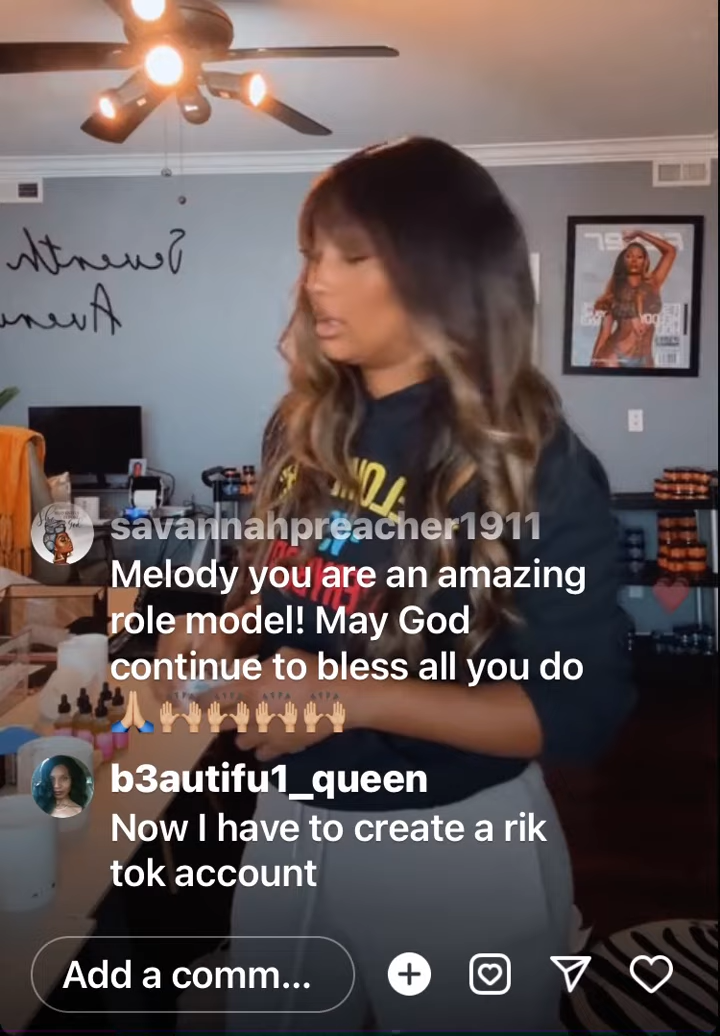 Seventh
savannahpreacher1911
Melody you are an amazing
role model! May God
continue to bless all you do
🙏🙌🏼🙌🏼🙌🏼🙌🏼
b3autifu1_queen
Now I have to create a rik
tok account
Add a comm...